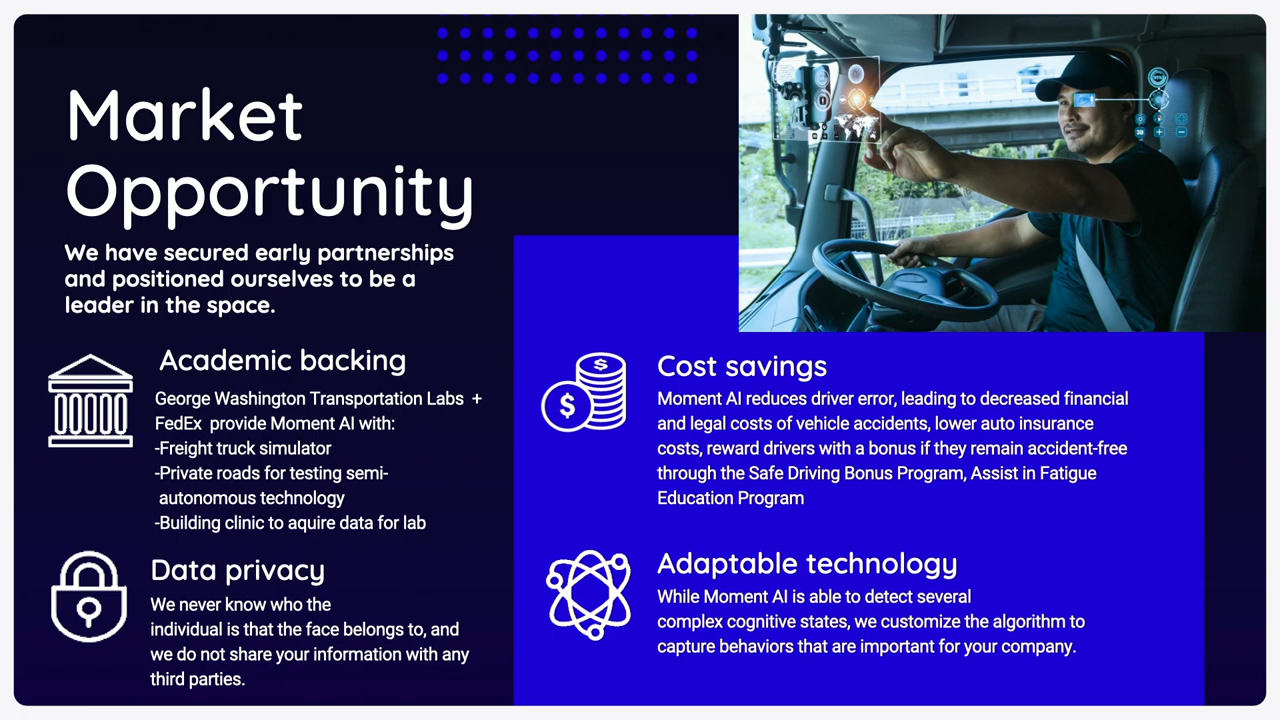 Market
Opportunity
We have secured early partnerships
and positioned ourselves to be a
leader in the space.
Academic backing
George Washington Transportation Labs +
FedEx provide Moment AI with:
-Freight truck simulator
-Private roads for testing semi-
autonomous technology
-Building clinic to aquire data for lab
Data privacy
We never know who the
individual is that the face belongs to, and
we do not share your information with any
third parties.
Cost savings
Moment AI reduces driver error, leading to decreased financial
and legal costs of vehicle accidents, lower auto insurance
costs, reward drivers with a bonus if they remain accident-free
through the Safe Driving Bonus Program, Assist in Fatigue
Education Program
Adaptable technology
While Moment AI is able to detect several
complex cognitive states, we customize the algorithm to
capture behaviors that are important for your company.